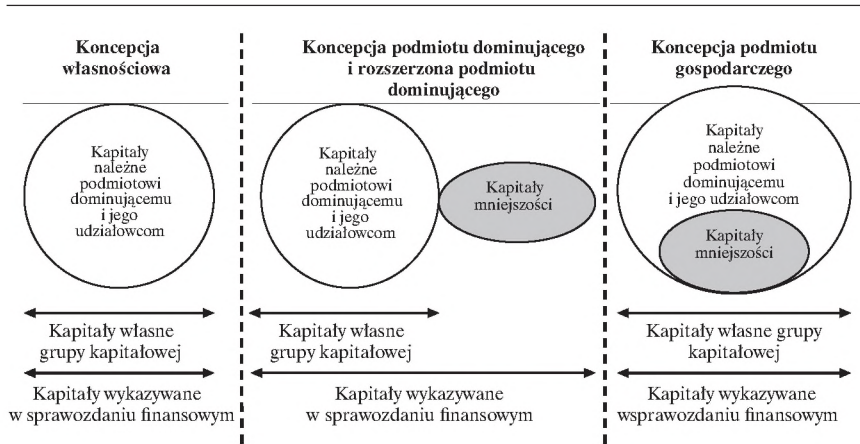 Koncepcja
własnościowa
Kapitały
należne
podmiotowi
dominującemu
i jego
udziałowcom
Kapitały własne
grupy kapitałowej
Kapitały wykazywane
w sprawozdaniu finansowym
Koncepcja podmiotu dominującego
i rozszerzona podmiotu
dominującego
Kapitały
należne
podmiotowi
dominującemu
i jego
udziałowcom
Kapitały
mniejszości
Kapitały własne
grupy kapitałowej
Kapitały wykazywane
w sprawozdaniu finansowym
Koncepcja podmiotu
gospodarczego
Kapitały
należne
podmiotowi
dominującemu
i jego udziałowcom
Kapitały
mniejszości
Kapitały własne grupy
kapitałowej
Kapitały wykazywane
wsprawozdaniu finansowym